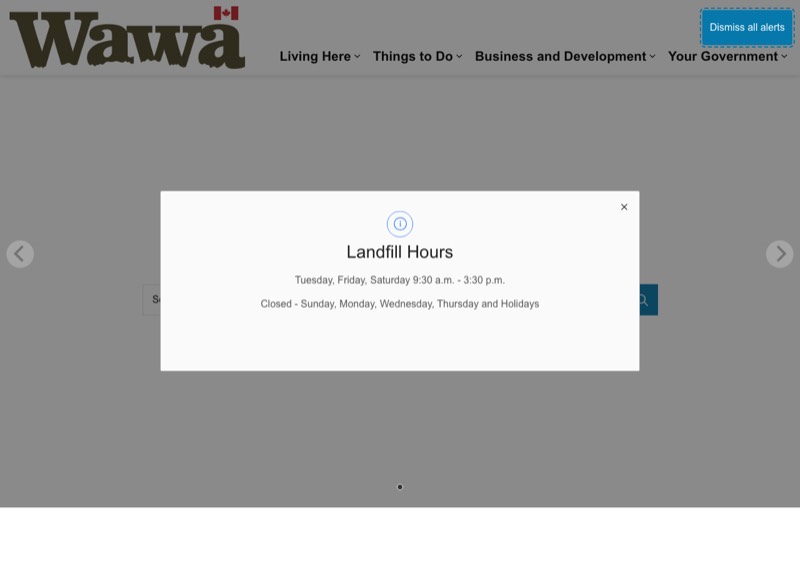 Wawa
Dismiss all alerts
Living Here
Things to Do
Business and Development
Your Government
Landfill Hours
Tuesday, Friday, Saturday 9:30 a.m. - 3:30 p.m.
Closed - Sunday, Monday, Wednesday, Thursday and Holidays